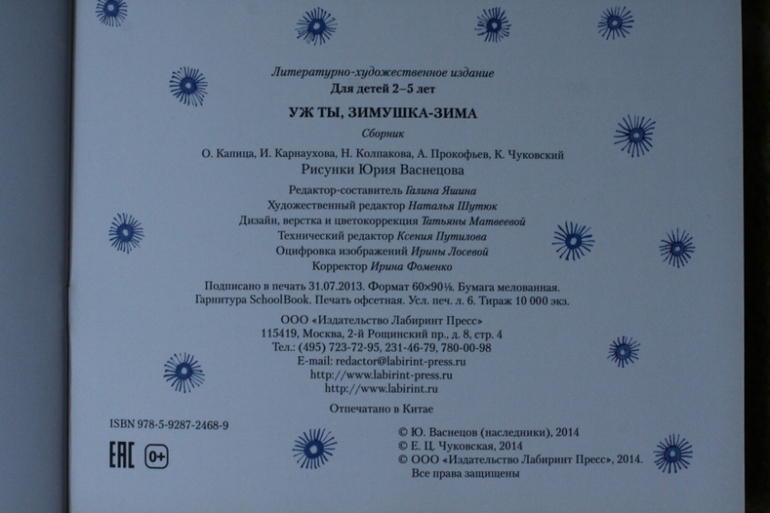 Литературно-художественное издание
Для детей 2–5 лет
УЖ ТЫ, ЗИМУШКА-ЗИМА
Сборник
О. Капица, И. Карнаухова, Н. Колпакова, А. Прокофьев, К. Чуковский
Рисунки Юрия Васнецова
Редактор-составитель Галина Яшина
Художественный редактор Наталья Шутюк
Дизайн, верстка и цветокоррекция Татьяны Матвеевой
Технический редактор Ксения Путилова
Оцифровка изображений Ирины Лосевой
Корректор Ирина Фоменко
Подписано в печать 31.07.2013. Формат 60×90⅛. Бумага мелованная.
Гарнитура SchoolBook. Печать офсетная. Усл. печ. л. 6. Тираж 10 000 экз.
ООО «Издательство Лабиринт Пресс»
115419, Москва, 2-й Рощинский пр., д. 8, стр. 4
Тел.: (495) 723-72-95, 231-46-79, 780-00-98
E-mail: redactor@labirint-press.ru
http://www.labirint-press.ru
http://www.labirint.ru
Отпечатано в Китае
ISBN 978-5-9287-2468-9
EAC 0+
© Ю. Васнецов (наследники), 2014
© Е. Ц. Чуковская, 2014
© ООО «Издательство Лабиринт Пресс», 2014.
Все права защищены